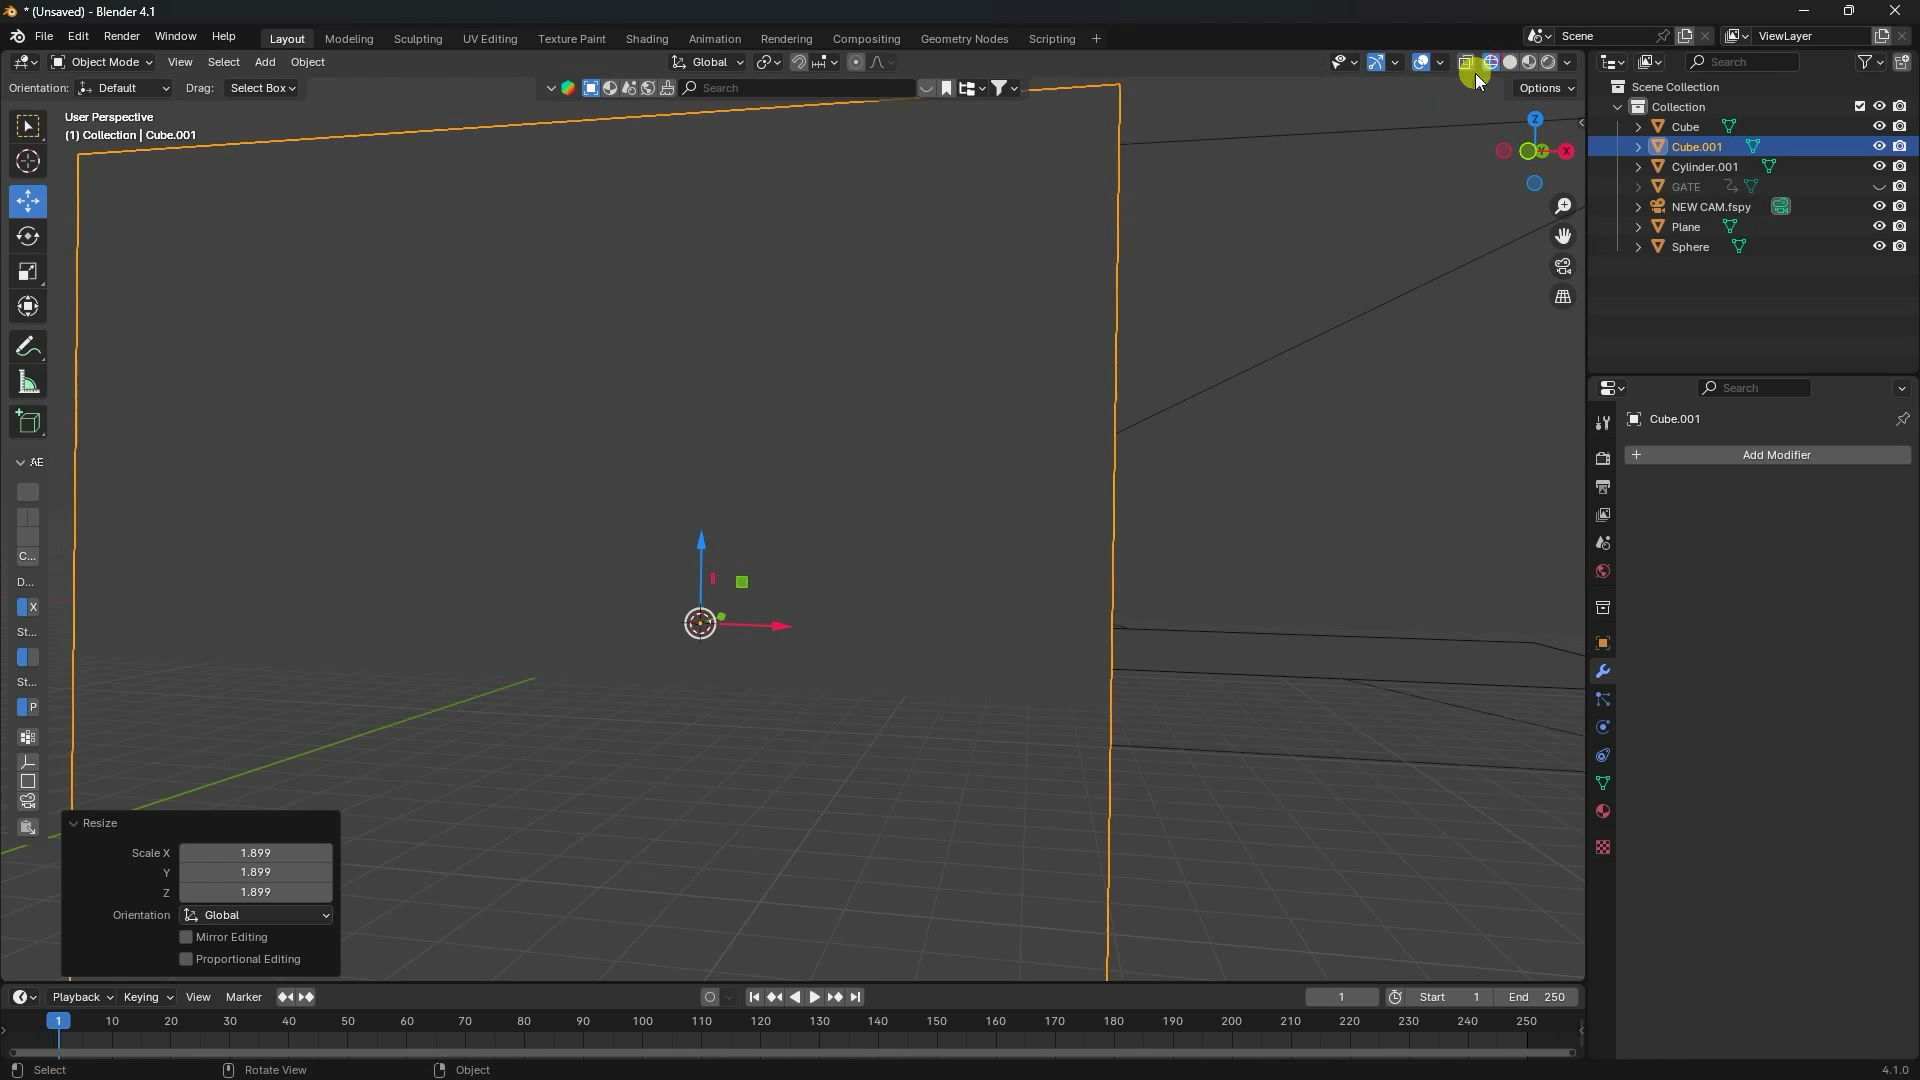 * (Unsaved) - Blender 4.1
File Edit Render Window Help Layout Modeling Sculpting UV Editing Texture Paint Shading Animation Rendering Compositing Geometry Nodes Scripting + Scene ViewLayer
Object Mode View Select Add Object Global
Orientation: Default Drag: Select Box Search Options
User Perspective
(1) Collection | Cube.001
Z
X
Scene Collection
Collection
Cube
Cube.001
Cylinder.001
GATE
NEW CAM.fspy
Plane
Sphere
Search
Search
Cube.001
+ Add Modifier
AE
C...
D...
X
St...
St...
P
Resize
Scale X 1.899
Y 1.899
Z 1.899
Orientation Global
Mirror Editing
Proportional Editing
Playback Keying View Marker 1 Start 1 End 250
1 10 20 30 40 50 60 70 80 90 100 110 120 130 140 150 160 170 180 190 200 210 220 230 240 250
Select Rotate View Object 4.1.0